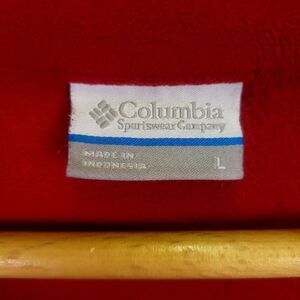 Columbia
Sportswear Company
MADE IN
INDONESIA
L